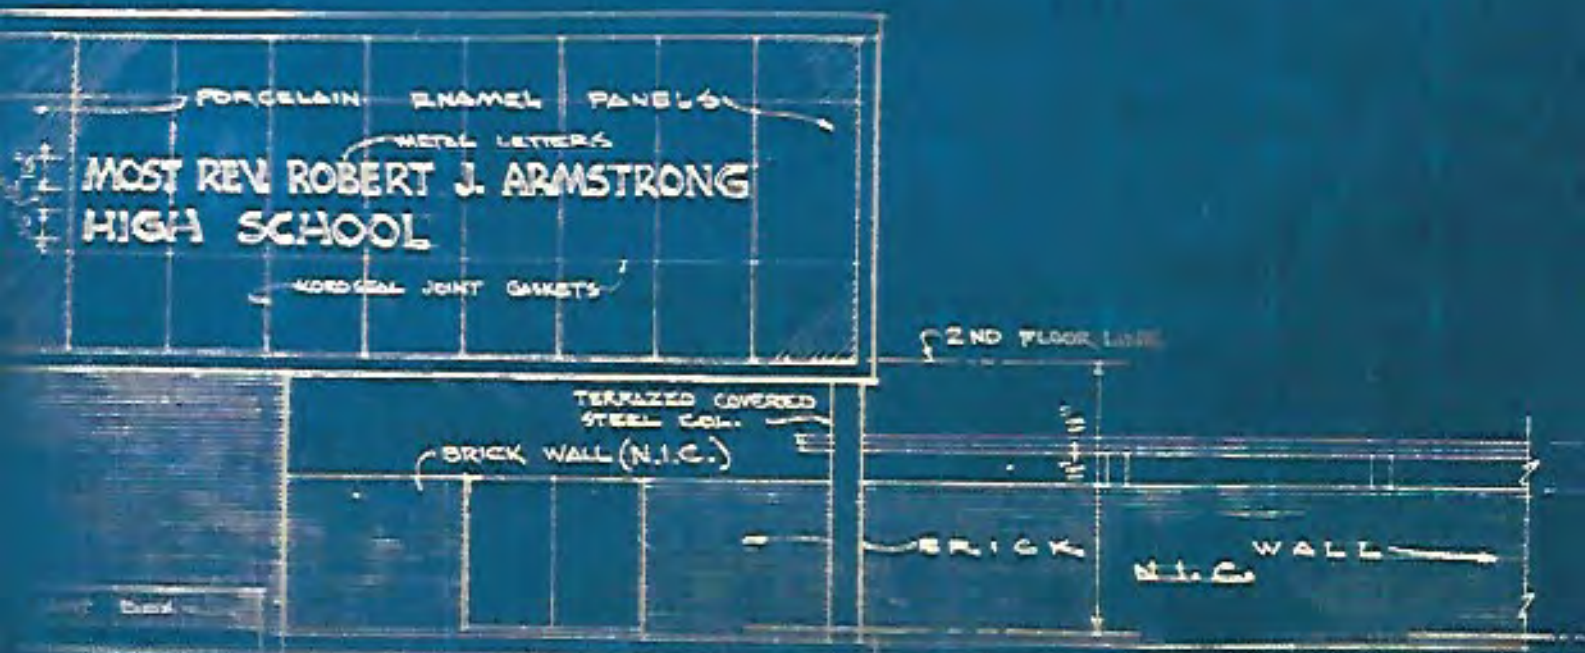 PORCELAIN ENAMEL PANELS
METAL LETTERS
MOST REV. ROBERT J. ARMSTRONG
HIGH SCHOOL
KOROSEAL JOINT GASKETS
2ND FLOOR LINE
TERRAZZO COVERED
STEEL COL.
BRICK WALL (N.I.C.)
BRICK WALL
N.I.C.